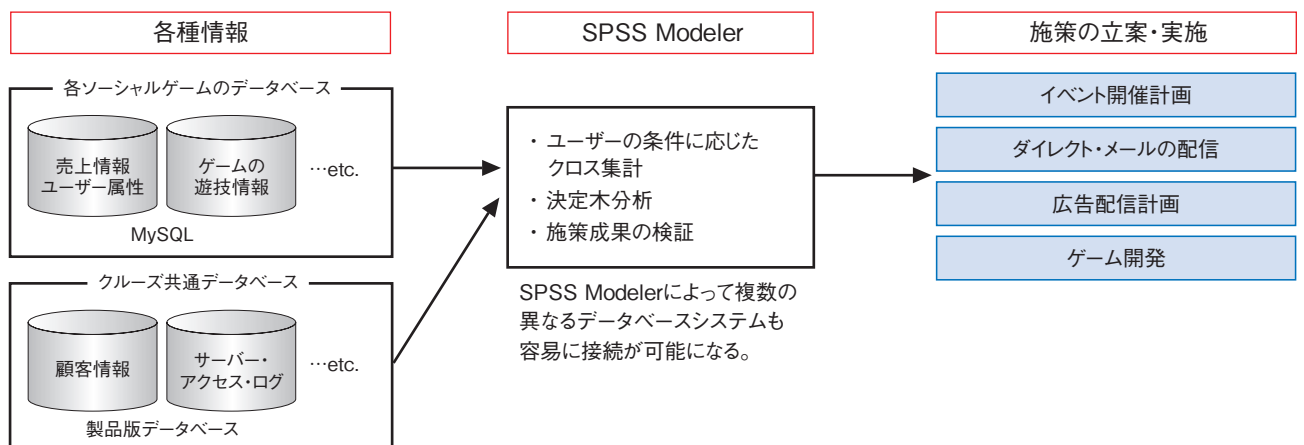 各種情報
SPSS Modeler
施策の立案・実施
各ソーシャルゲームのデータベース
売上情報
ユーザー属性
ゲームの
遊技情報
…etc.
MySQL
クルーズ共通データベース
顧客情報
サーバー・
アクセス・ログ
…etc.
製品版データベース
・ ユーザーの条件に応じた
クロス集計
・ 決定木分析
・ 施策成果の検証
SPSS Modelerによって複数の
異なるデータベースシステムも
容易に接続が可能になる。
イベント開催計画
ダイレクト・メールの配信
広告配信計画
ゲーム開発